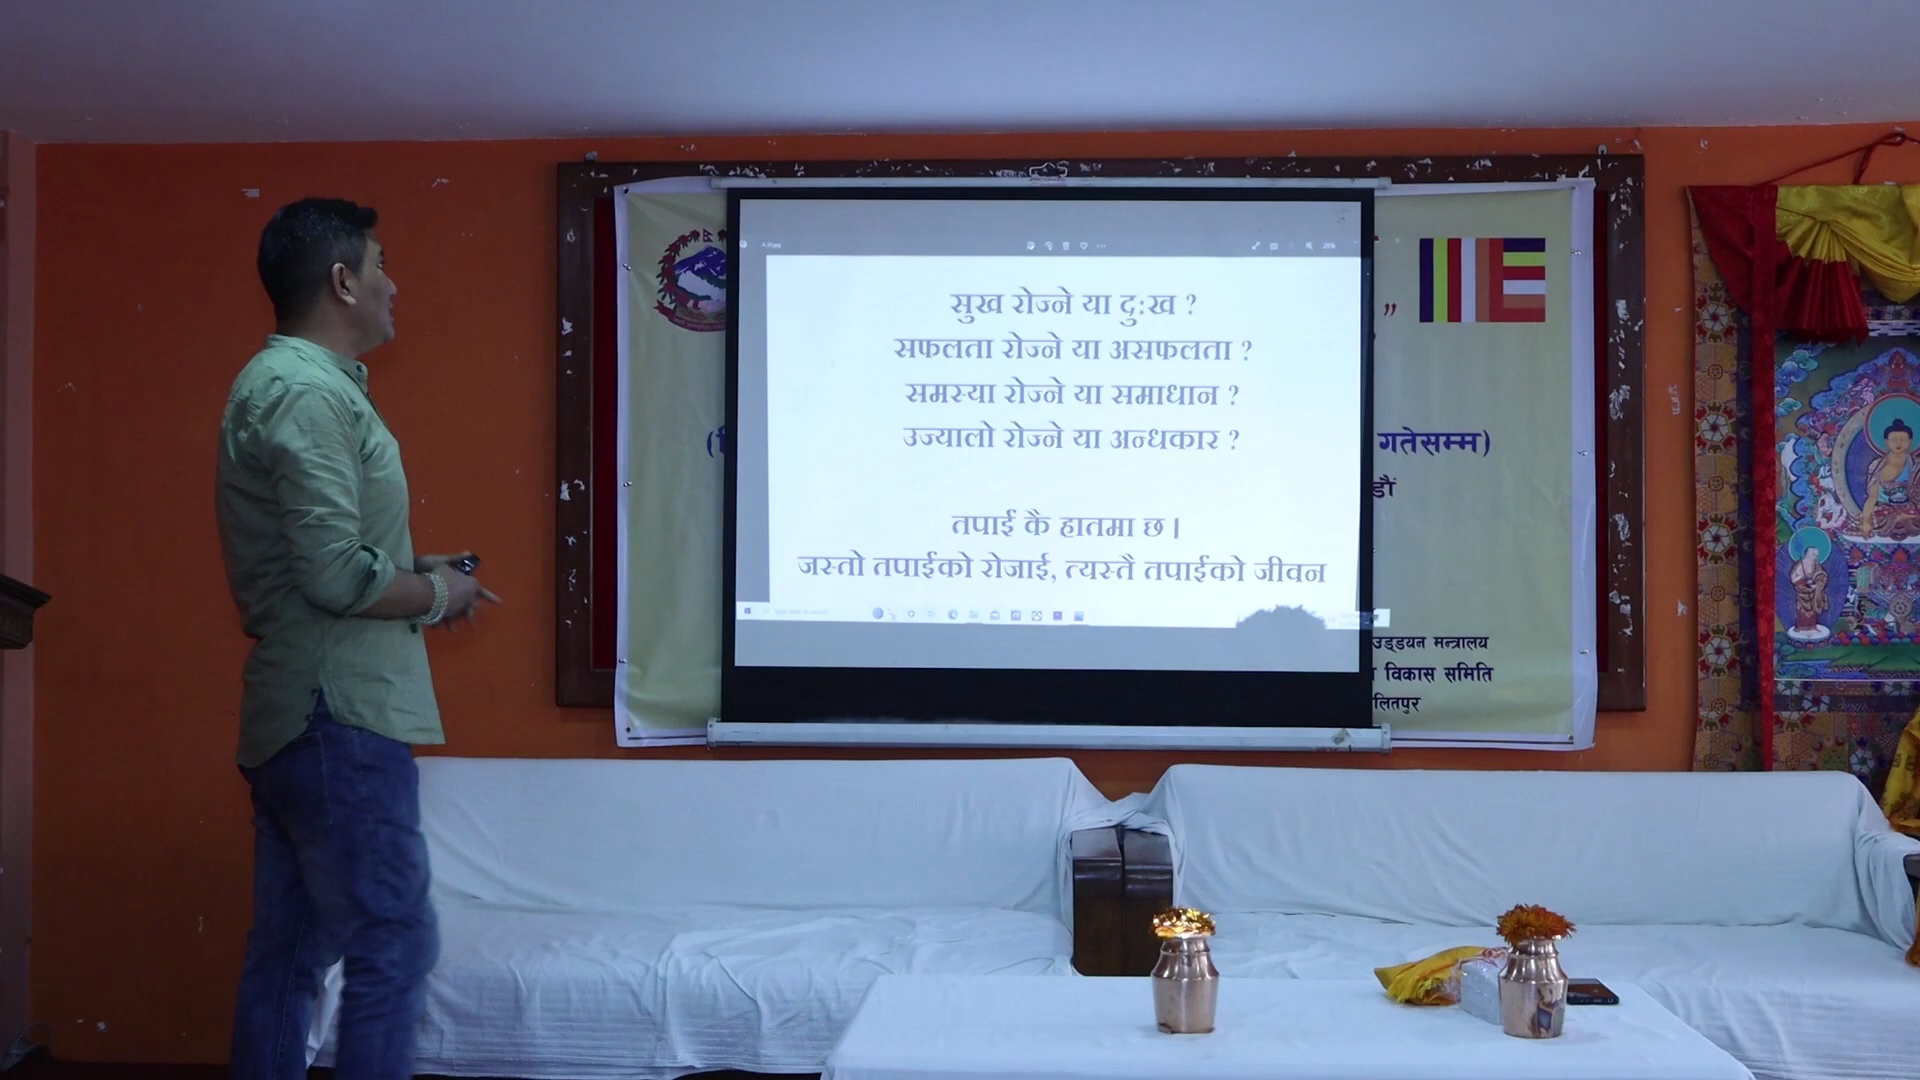 सुख रोज्ने या दुःख ?
सफलता रोज्ने या असफलता ?
समस्या रोज्ने या समाधान ?
उज्यालो रोज्ने या अन्धकार ?
तपाई कै हातमा छ ।
जस्तो तपाईको रोजाई, त्यस्तै तपाईको जीवन
”
गतेसम्म)
डौं
उड्डयन मन्त्रालय
विकास समिति
लितपुर